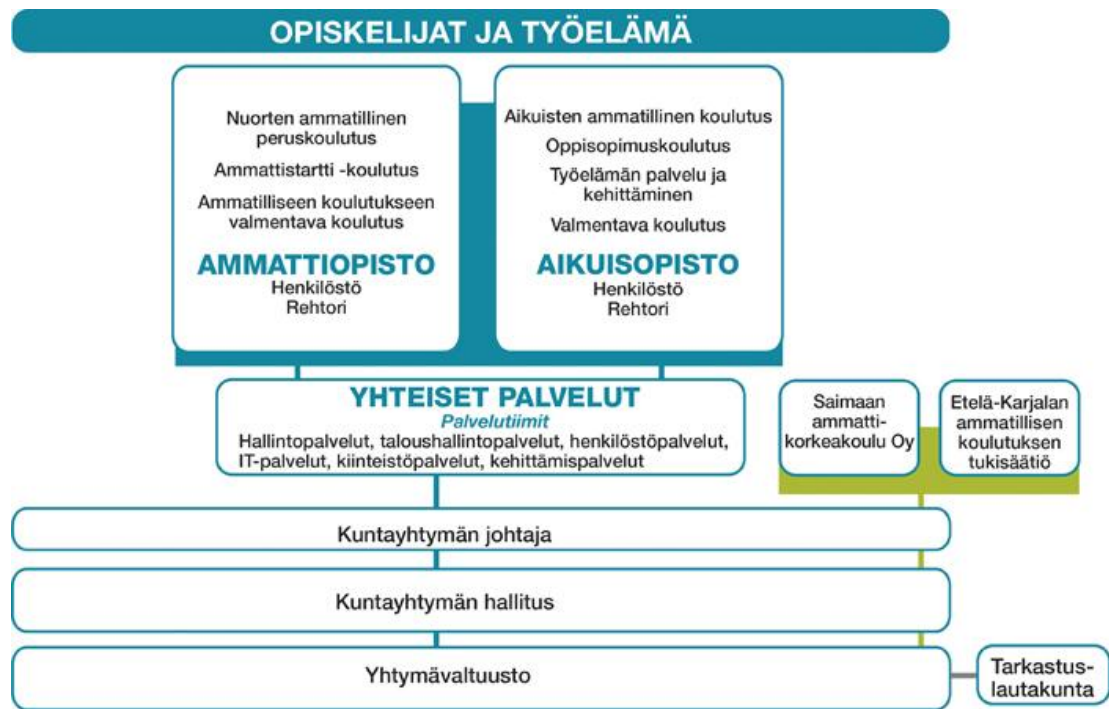 OPISKELIJAT JA TYÖELÄMÄ
Nuorten ammatillinen
peruskoulutus
Ammattistartti -koulutus
Ammatilliseen koulutukseen
valmentava koulutus
AMMATTIOPISTO
Henkilöstö
Rehtori
Aikuisten ammatillinen koulutus
Oppisopimuskoulutus
Työelämän palvelu ja
kehittäminen
Valmentava koulutus
AIKUISOPISTO
Henkilöstö
Rehtori
YHTEISET PALVELUT
Palvelutiimit
Hallintopalvelut, taloushallintopalvelut, henkilöstöpalvelut,
IT-palvelut, kiinteistöpalvelut, kehittämispalvelut
Saimaan
ammatti-
korkeakoulu Oy
Etelä-Karjalan
ammatillisen
koulutuksen
tukisäätiö
Kuntayhtymän johtaja
Kuntayhtymän hallitus
Yhtymävaltuusto
Tarkastus-
lautakunta